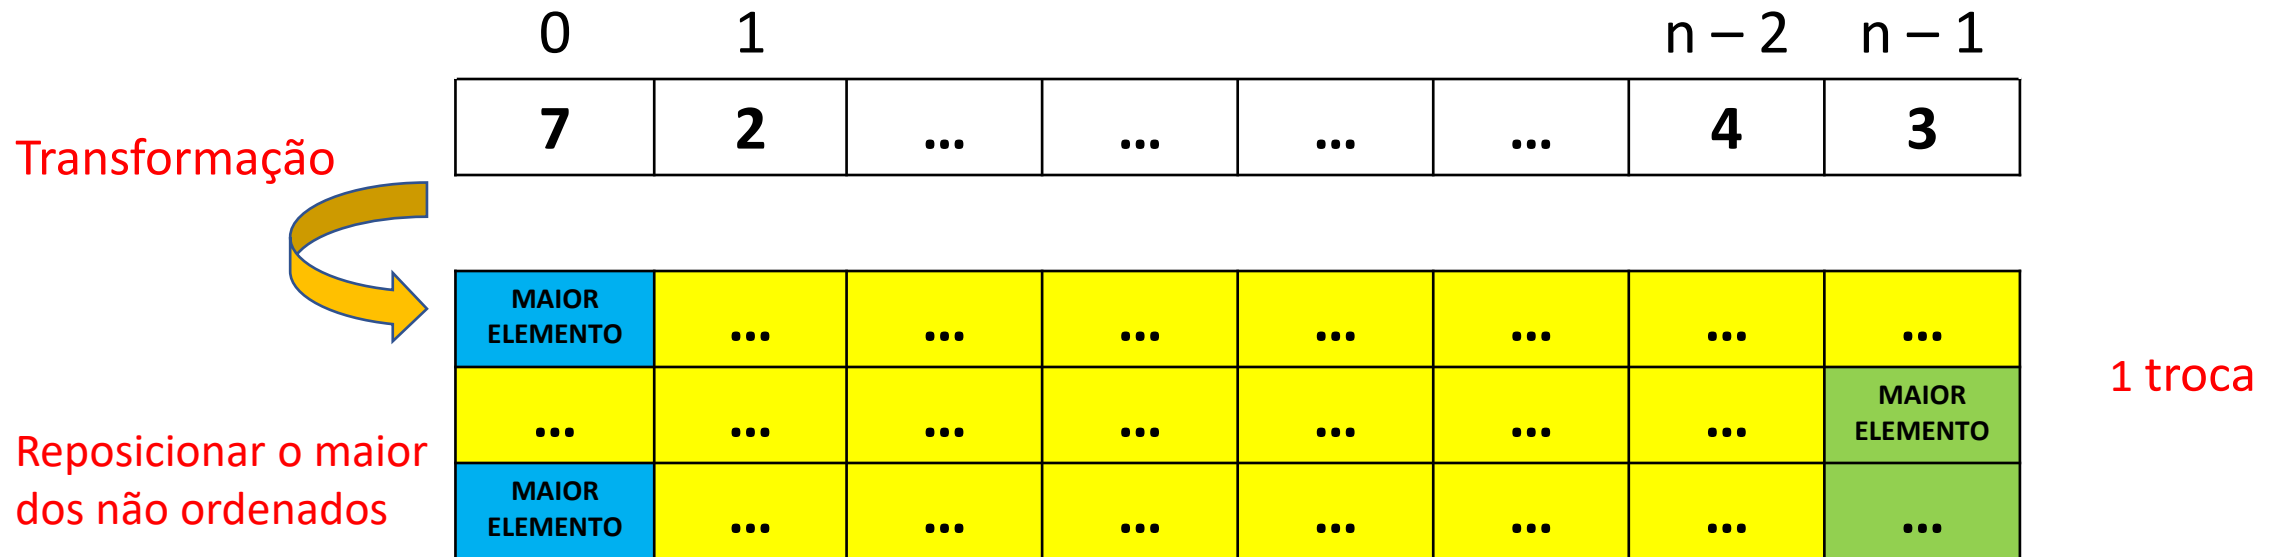 0 1 n – 2 n – 1
7 2 ... ... ... ... 4 3
Transformação
MAIOR
ELEMENTO ... ... ... ... ... ... ...
1 troca
... ... ... ... ... ... ... MAIOR
ELEMENTO
Reposicionar o maior
dos não ordenados
MAIOR
ELEMENTO ... ... ... ... ... ... ...